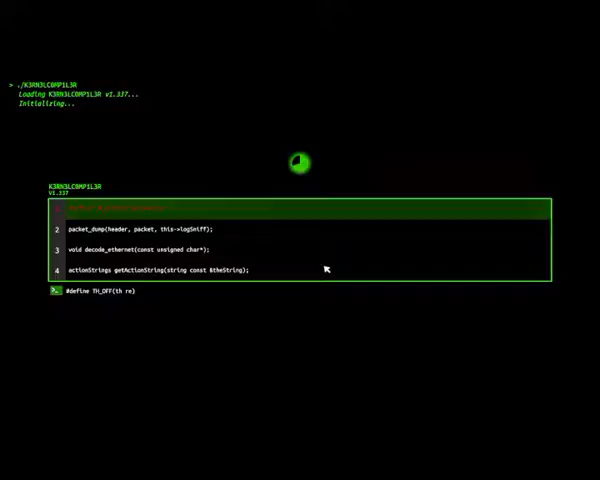 > ./K3RN3LC0MP1L3R
Loading K3RN3LC0MP1L3R v1.337...
Initializing...
K3RN3LC0MP1L3R
V1.337
2 packet_dump(header, packet, this->logSniff);
3 void decode_ethernet(const unsigned char*);
4 actionStrings getActionString(string const &theString);
>_ #define TH_OFF(th re)